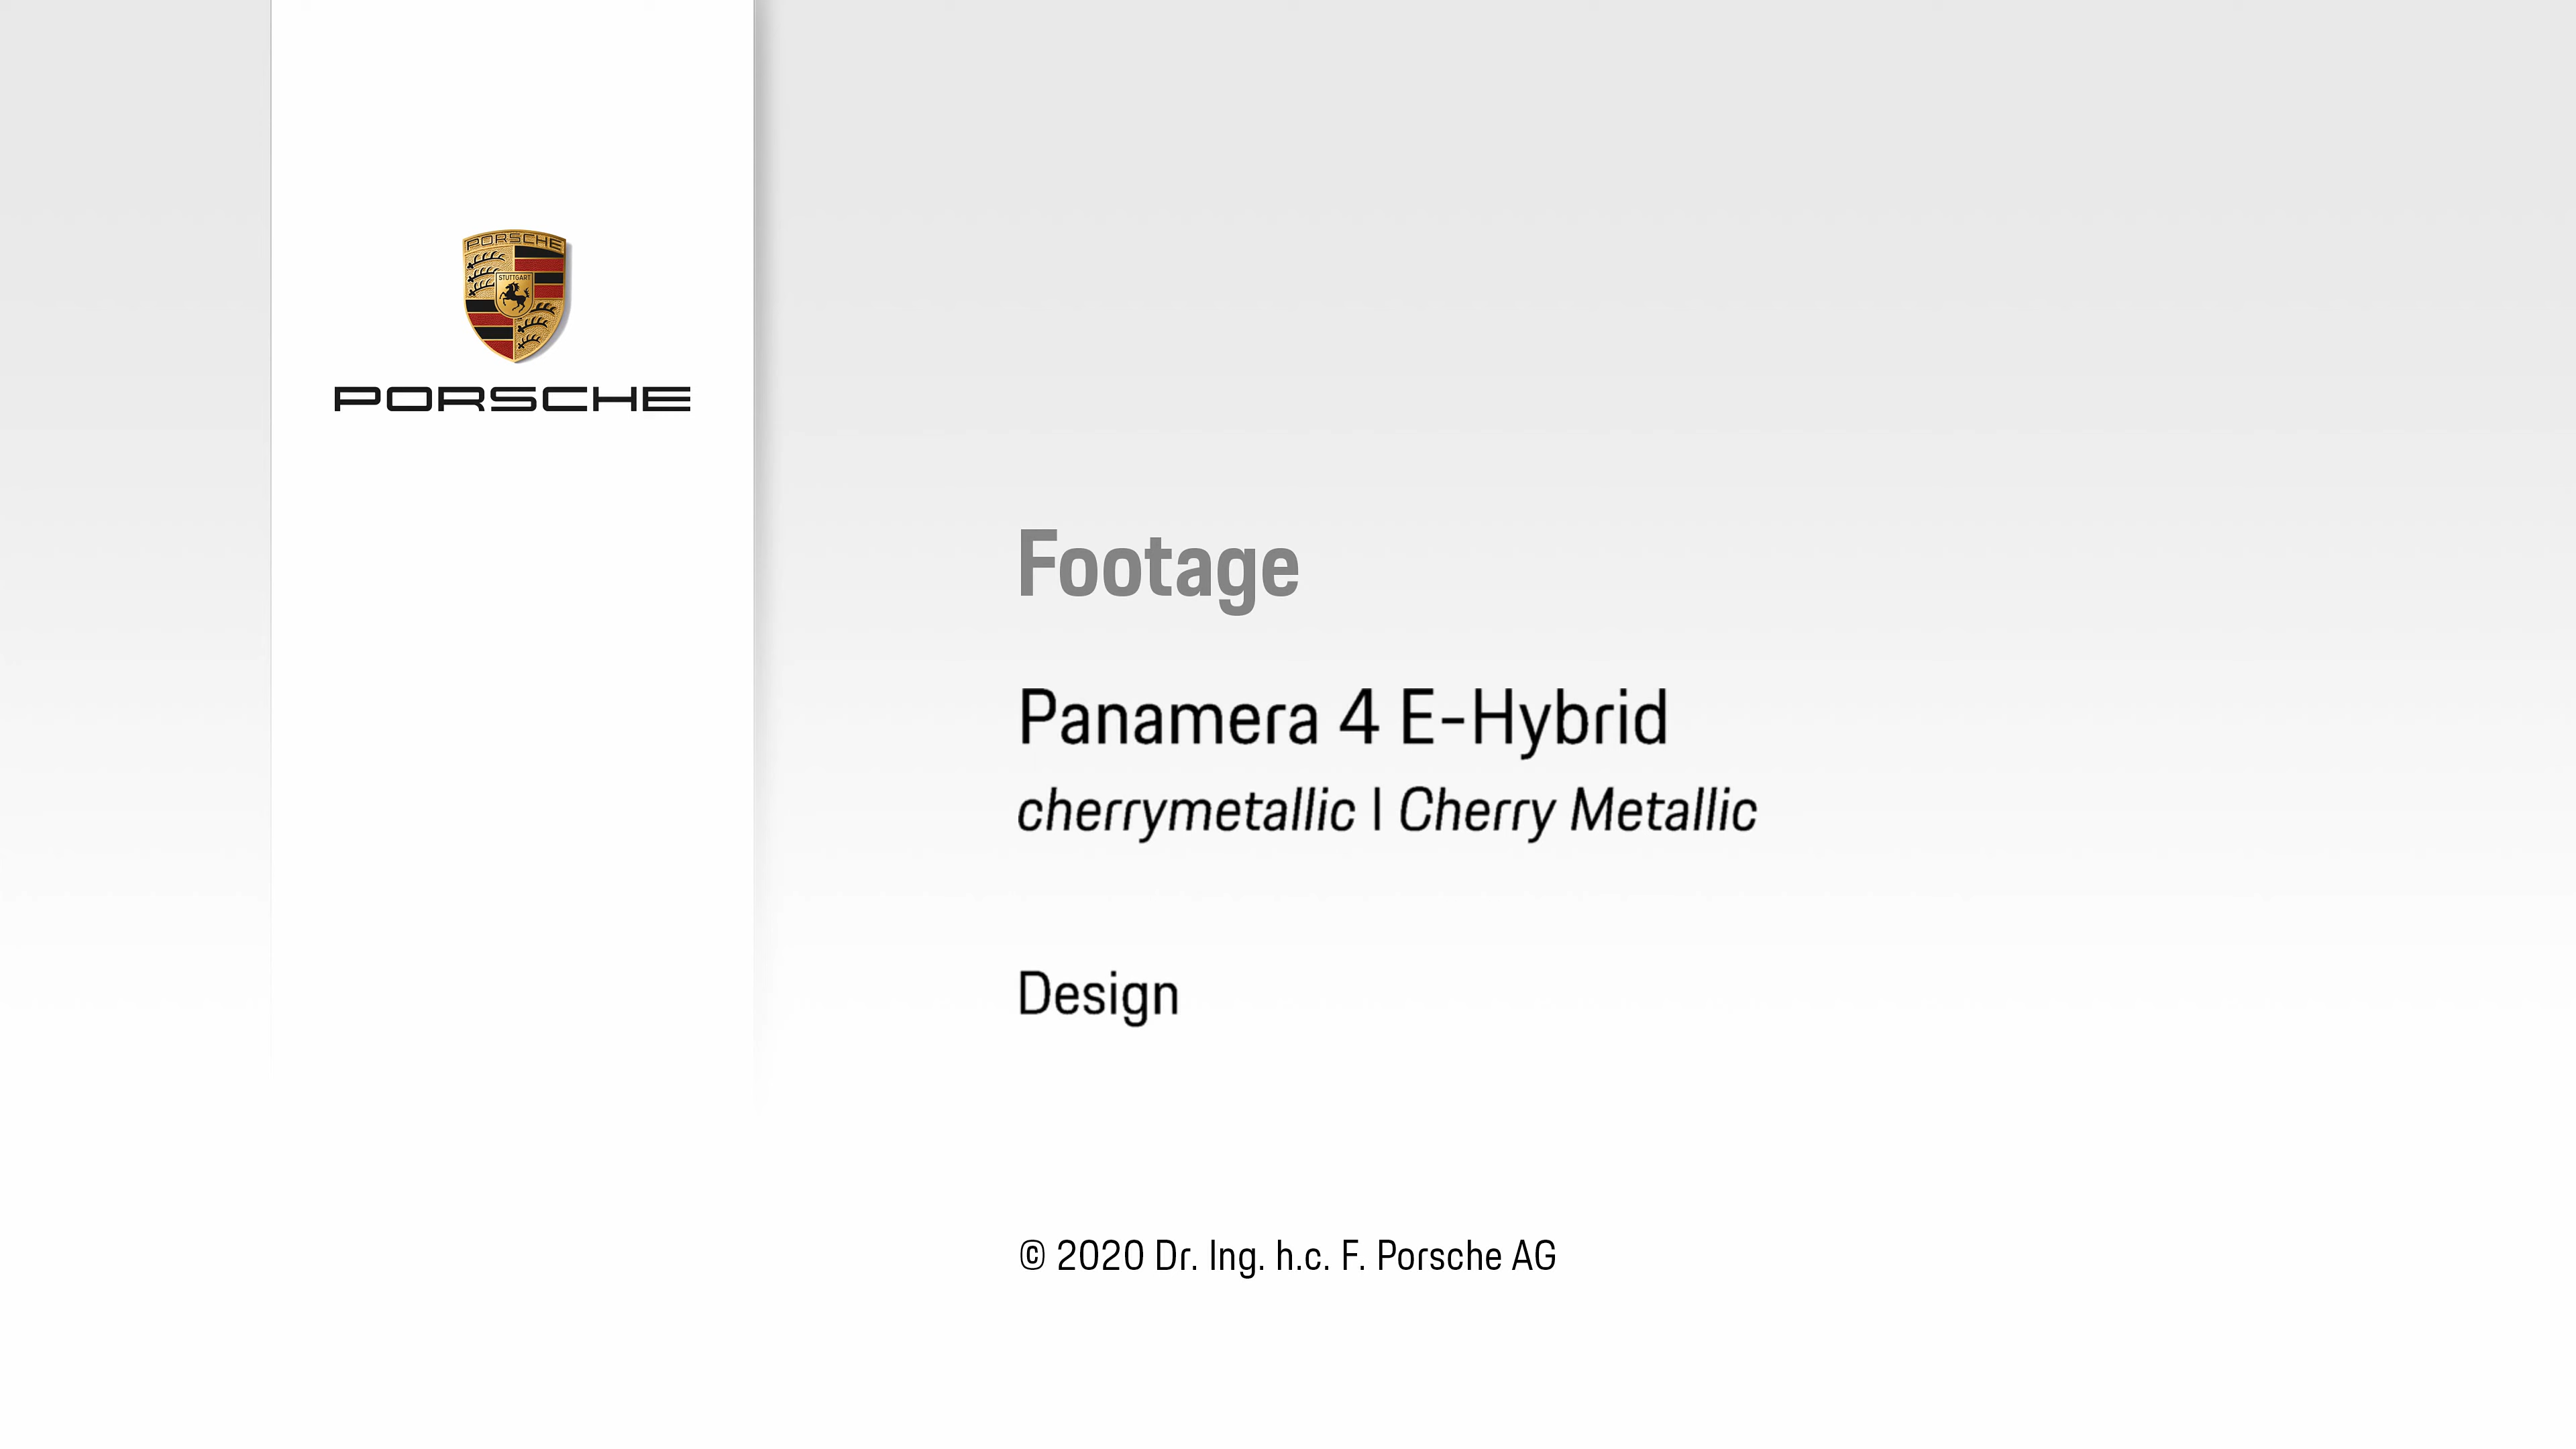 PORSCHE
STUTTGART
PORSCHE
Footage
Panamera 4 E-Hybrid
cherrymetallic | Cherry Metallic
Design
© 2020 Dr. Ing. h.c. F. Porsche AG